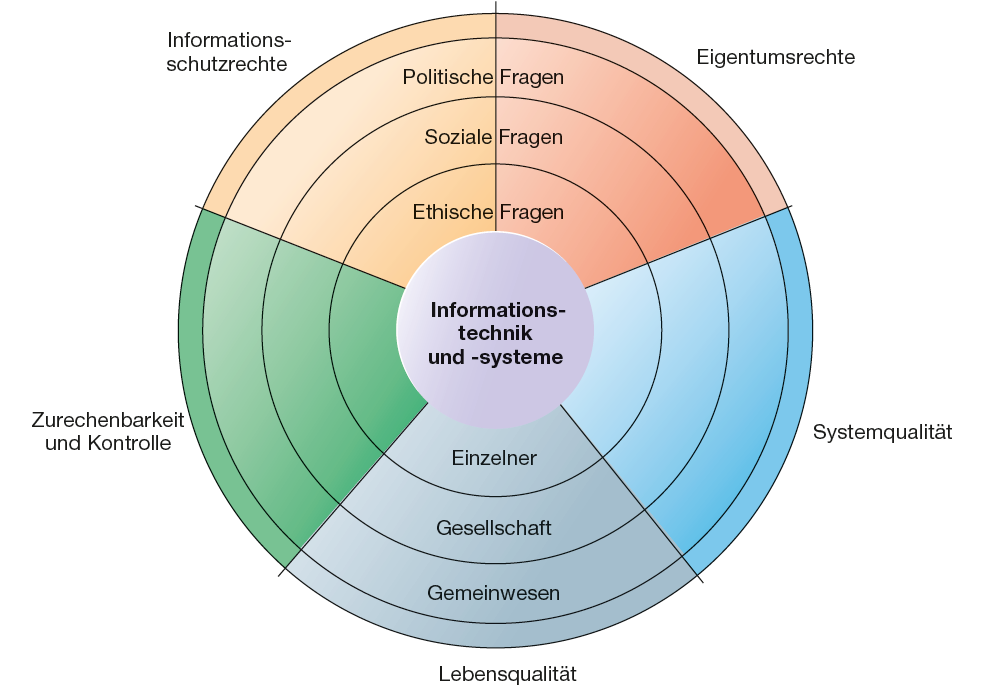 Informations-
schutzrechte
Eigentumsrechte
Politische Fragen
Soziale Fragen
Ethische Fragen
Informations-
technik
und -systeme
Zurechenbarkeit
und Kontrolle
Systemqualität
Einzelner
Gesellschaft
Gemeinwesen
Lebensqualität